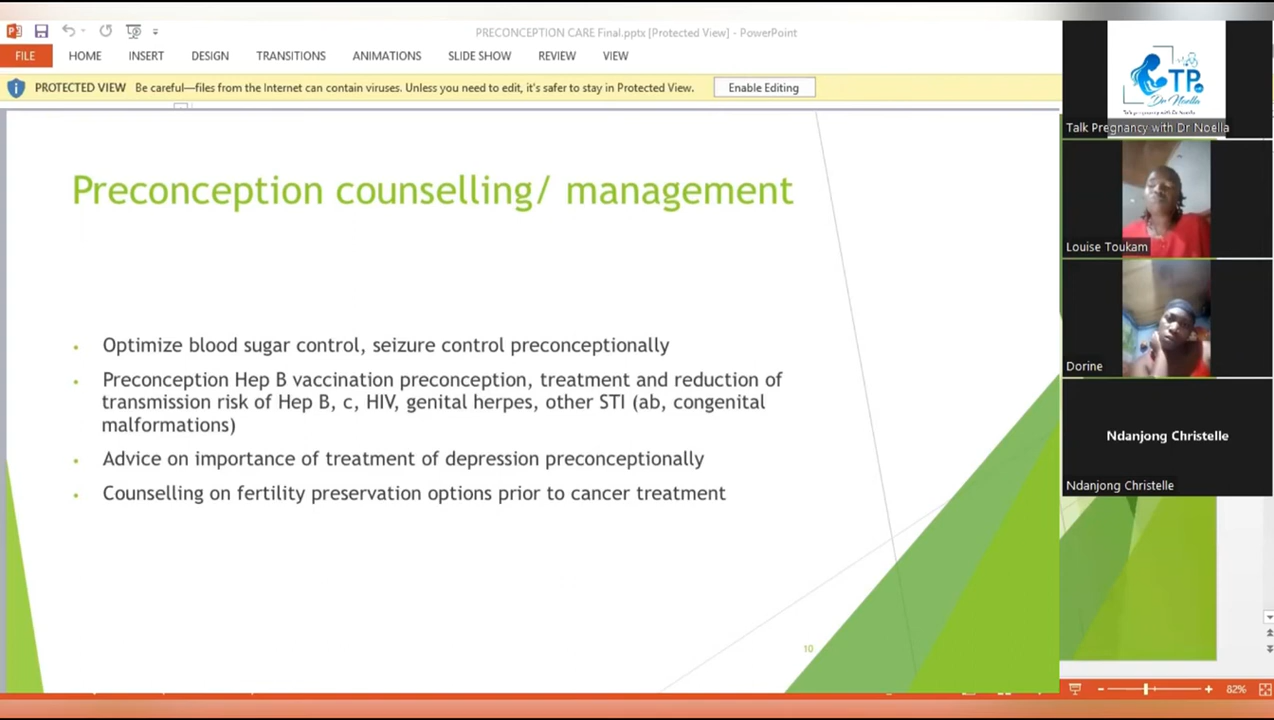 PRECONCEPTION CARE Final.pptx [Protected View] - PowerPoint
FILE HOME INSERT DESIGN TRANSITIONS ANIMATIONS SLIDE SHOW REVIEW VIEW
PROTECTED VIEW Be careful—files from the Internet can contain viruses. Unless you need to edit, it's safer to stay in Protected View. Enable Editing
Preconception counselling/ management
• Optimize blood sugar control, seizure control preconceptionally
• Preconception Hep B vaccination preconception, treatment and reduction of
transmission risk of Hep B, c, HIV, genital herpes, other STI (ab, congenital
malformations)
• Advice on importance of treatment of depression preconceptionally
• Counselling on fertility preservation options prior to cancer treatment
10
TP
Dr Noella
Talk Pregnancy with Dr Noella
Louise Toukam
Dorine
Ndanjong Christelle
Ndanjong Christelle
82%